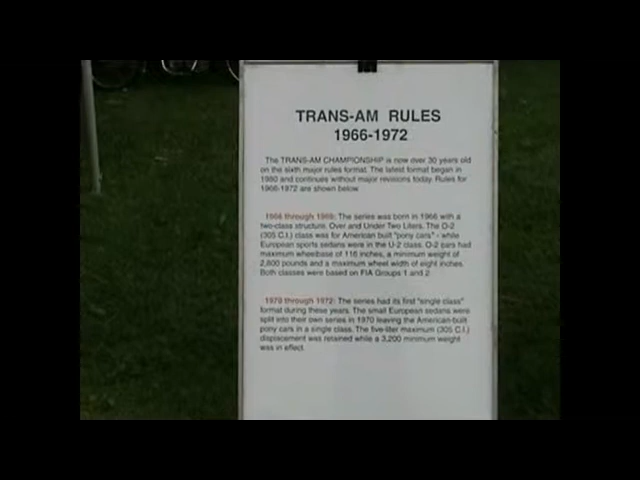 TRANS-AM RULES
1966-1972
The TRANS-AM CHAMPIONSHIP is now over 30 years old
on the sixth major rules format. The latest format began in
1980 and continues without major revisions today. Rules for
1966-1972 are shown below.
1966 through 1969: The series was born in 1966 with a
two-class structure, Over and Under Two Liters. The O-2
(305 C.I.) class was for American built "pony cars" - while
European sports sedans were in the U-2 class. O-2 cars had
maximum wheelbase of 116 inches, a minimum weight of
2,800 pounds and a maximum wheel width of eight inches.
Both classes were based on FIA Groups 1 and 2.
1970 through 1972: The series had its first "single class"
format during these years. The small European sedans were
split into their own series in 1970 leaving the American-built
pony cars in a single class. The five-liter maximum (305 C.I.)
displacement was retained while a 3,200 minimum weight
was in effect.